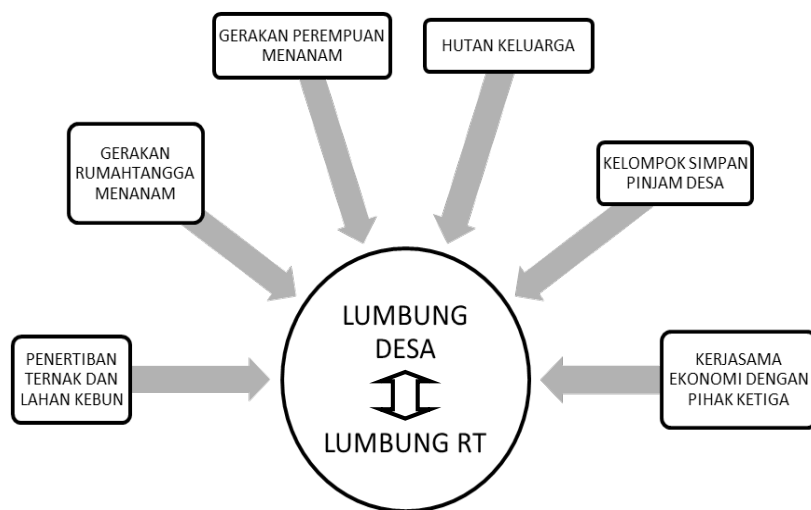 GERAKAN PEREMPUAN
MENANAM
HUTAN KELUARGA
GERAKAN
RUMAHTANGGA
MENANAM
KELOMPOK SIMPAN
PINJAM DESA
PENERTIBAN
TERNAK DAN
LAHAN KEBUN
LUMBUNG
DESA
LUMBUNG RT
KERJASAMA
EKONOMI DENGAN
PIHAK KETIGA